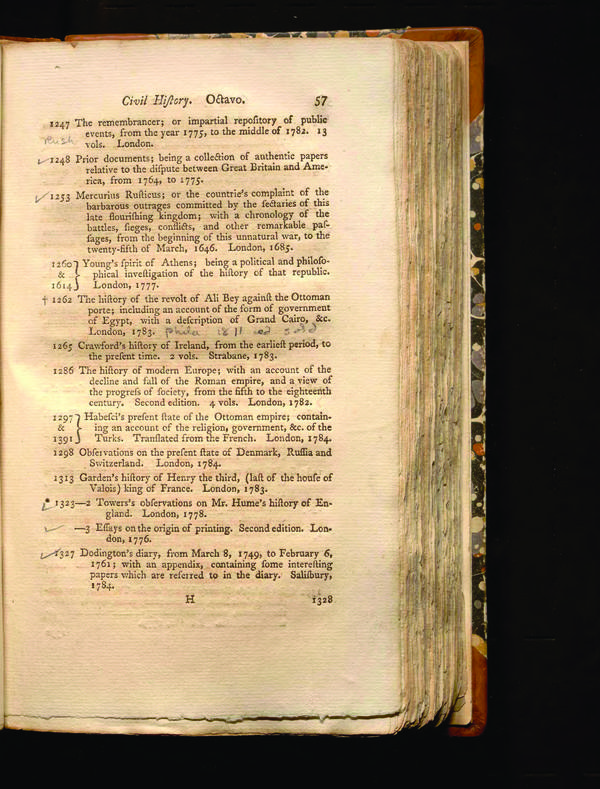 Civil Hiſtory. Octavo. 57
1247 The remembrancer; or impartial repoſitory of public
events, from the year 1775, to the middle of 1782. 13
vols. London.
1248 Prior documents; being a collection of authentic papers
relative to the diſpute between Great Britain and Ame-
rica, from 1764, to 1775.
1253 Mercurius Ruſticus; or the countrie's complaint of the
barbarous outrages committed by the ſectaries of this
late flouriſhing kingdom; with a chronology of the
battles, ſieges, conflicts, and other remarkable paſ-
ſages, from the beginning of this unnatural war, to the
twenty-fifth of March, 1646. London, 1685.
1260 } Young's ſpirit of Athens; being a political and philoſo-
& } phical inveſtigation of the hiſtory of that republic.
1614 } London, 1777.
† 1262 The hiſtory of the revolt of Ali Bey againſt the Ottoman
porte; including an account of the form of government
of Egypt, with a deſcription of Grand Cairo, &c.
London, 1783. phila 1811 ed sold
1265 Crawford's hiſtory of Ireland, from the earlieſt period, to
the preſent time. 2 vols. Strabane, 1783.
1286 The hiſtory of modern Europe; with an account of the
decline and fall of the Roman empire, and a view of
the progreſs of ſociety, from the fifth to the eighteenth
century. Second edition. 4 vols. London, 1782.
1297 } Habeſci's preſent ſtate of the Ottoman empire; contain-
& } ing an account of the religion, government, &c. of the
1391 } Turks. Tranſlated from the French. London, 1784.
1298 Obſervations on the preſent ſtate of Denmark, Ruſſia and
Switzerland. London, 1784.
1313 Garden's hiſtory of Henry the third, (laſt of the houſe of
Valois) king of France. London, 1783.
* 1323—2 Towers's obſervations on Mr. Hume's hiſtory of En-
gland. London, 1778.
—3 Eſſays on the origin of printing. Second edition. Lon-
don, 1776.
1327 Dodington's diary, from March 8, 1749, to February 6,
1761; with an appendix, containing ſome intereſting
papers which are referred to in the diary. Saliſbury,
1784.
H 1328